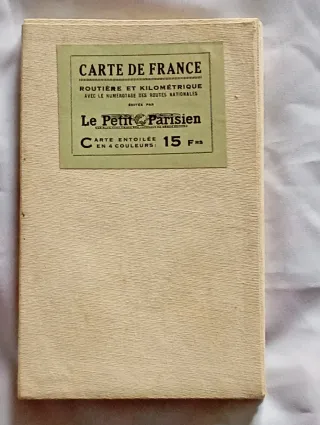 CARTE DE FRANCE
ROUTIÈRE ET KILOMÉTRIQUE
AVEC LE NUMÉROTAGE DES ROUTES NATIONALES
ÉDITÉE PAR
Le Petit Parisien
CARTE ENTOILÉE
EN 4 COULEURS: 15 FRS